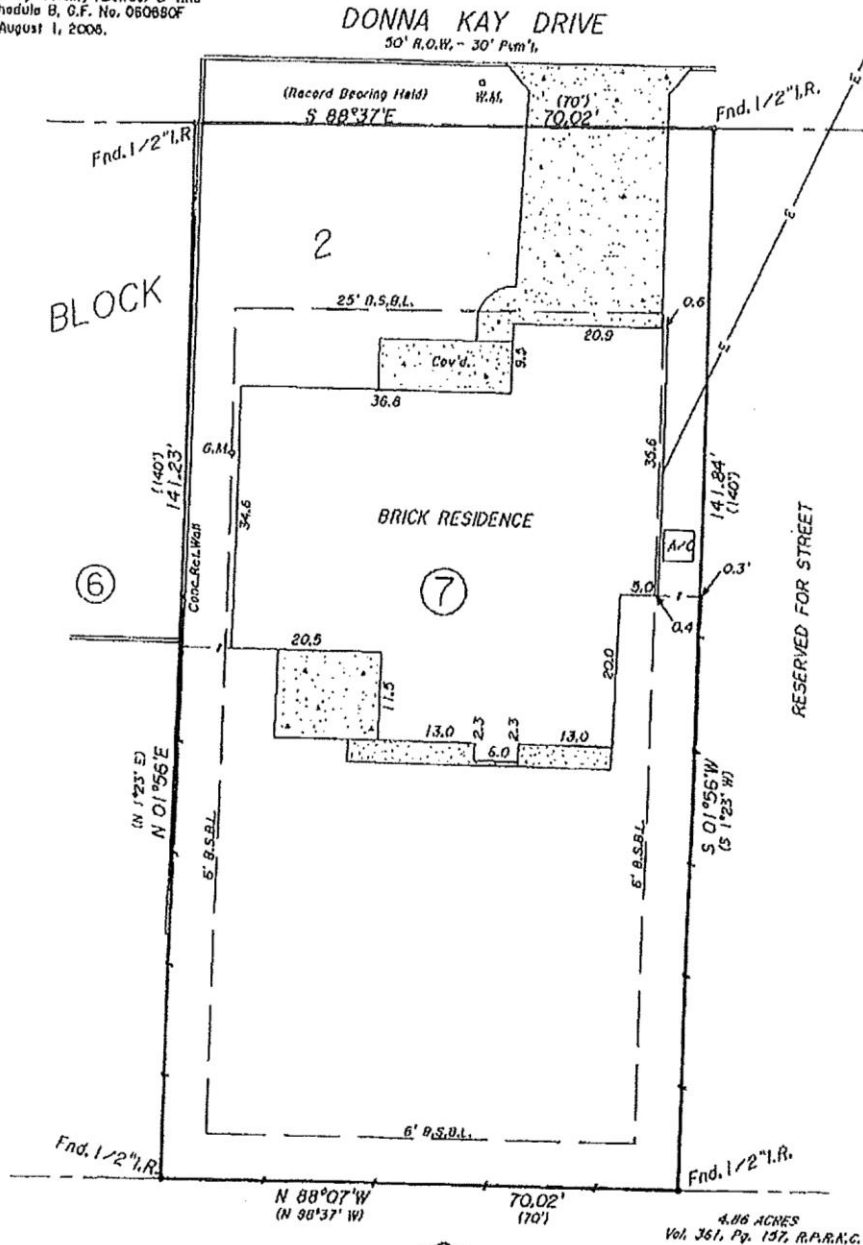 hedule B, G.F. No. 060680F
August 1, 2006.
DONNA KAY DRIVE
50' R.O.W. - 30' Pvm't.
(Record Bearing Held)
S 88°37'E
W.M.
(70')
70.02'
Fnd. 1/2" I.R.
Fnd. 1/2" I.R.
E
E
E
BLOCK
2
25' B.S.B.L.
0.6
20.9
Cov'd.
9.5
36.8
G.M.
(140')
141.23'
34.6
35.6
141.84'
(140')
Conc. Ret. Wall
BRICK RESIDENCE
A/C
RESERVED FOR STREET
6
7
5.0
0.3'
0.4
20.5
20.0
11.5
13.0
2.3
2.3
6.0
13.0
(N 1°23' E)
N 01°56'E
S 01°56'W
(S 1°23' W)
6' B.S.B.L.
6' B.S.B.L.
6' B.S.B.L.
Fnd. 1/2" I.R.
Fnd. 1/2" I.R.
N 88°07'W
(N 98°37' W)
70.02'
(70')
4.86 ACRES
Vol. 361, Pg. 157, R.P.R.K.C.